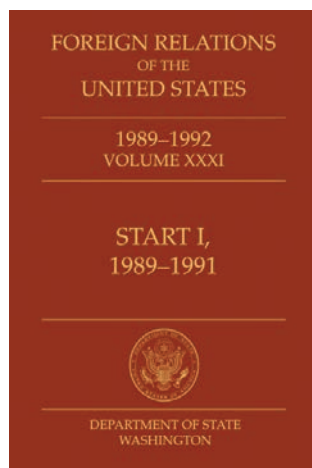 FOREIGN RELATIONS
OF THE
UNITED STATES
1989–1992
VOLUME XXXI
START I,
1989–1991
DEPARTMENT OF STATE
WASHINGTON